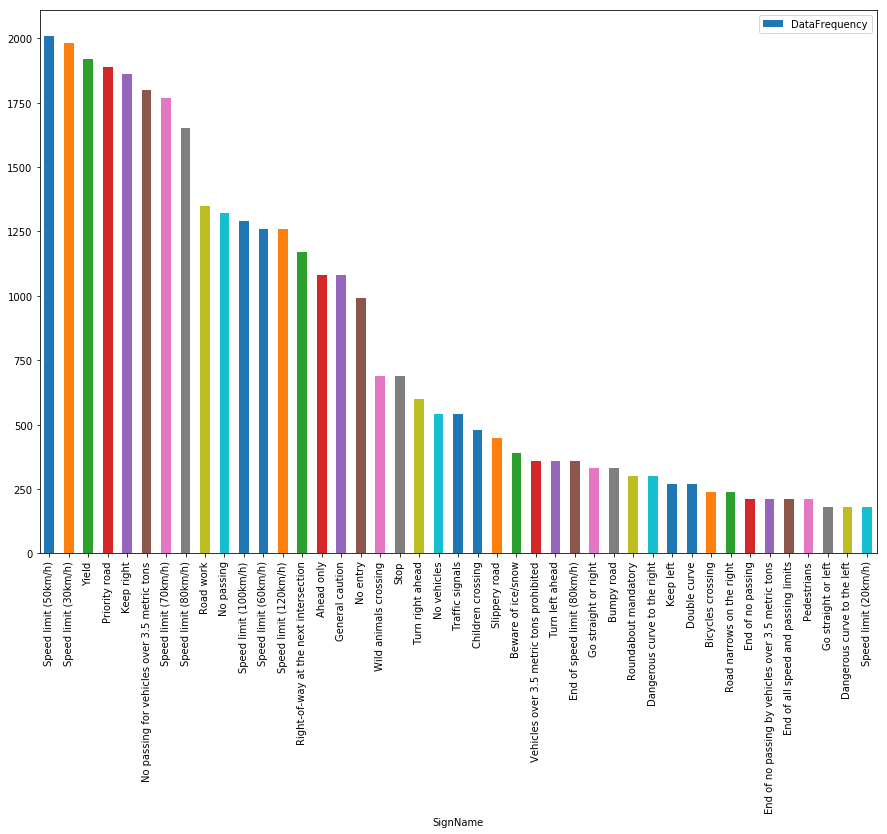 DataFrequency
2000
1750
1500
1250
1000
750
500
250
0
Speed limit (50km/h)
Speed limit (30km/h)
Yield
Priority road
Keep right
No passing for vehicles over 3.5 metric tons
Speed limit (70km/h)
Speed limit (80km/h)
Road work
No passing
Speed limit (100km/h)
Speed limit (60km/h)
Speed limit (120km/h)
Right-of-way at the next intersection
Ahead only
General caution
No entry
Wild animals crossing
Stop
Turn right ahead
No vehicles
Traffic signals
Children crossing
Slippery road
Beware of ice/snow
Vehicles over 3.5 metric tons prohibited
Turn left ahead
End of speed limit (80km/h)
Go straight or right
Bumpy road
Roundabout mandatory
Dangerous curve to the right
Keep left
Double curve
Bicycles crossing
Road narrows on the right
End of no passing
End of no passing by vehicles over 3.5 metric tons
End of all speed and passing limits
Pedestrians
Go straight or left
Dangerous curve to the left
Speed limit (20km/h)
SignName